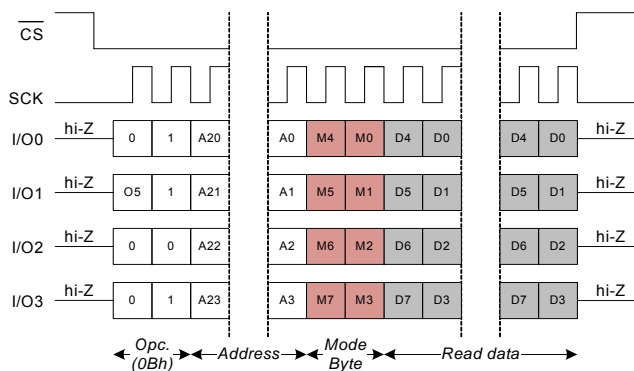 CS
SCK
I/O0 hi-Z 0 1 A20 A0 M4 M0 D4 D0 D4 D0 hi-Z
I/O1 hi-Z O5 1 A21 A1 M5 M1 D5 D1 D5 D1 hi-Z
I/O2 hi-Z 0 0 A22 A2 M6 M2 D6 D2 D6 D2 hi-Z
I/O3 hi-Z 0 1 A23 A3 M7 M3 D7 D3 D7 D3 hi-Z
Opc. Address Mode Read data
(0Bh) Byte